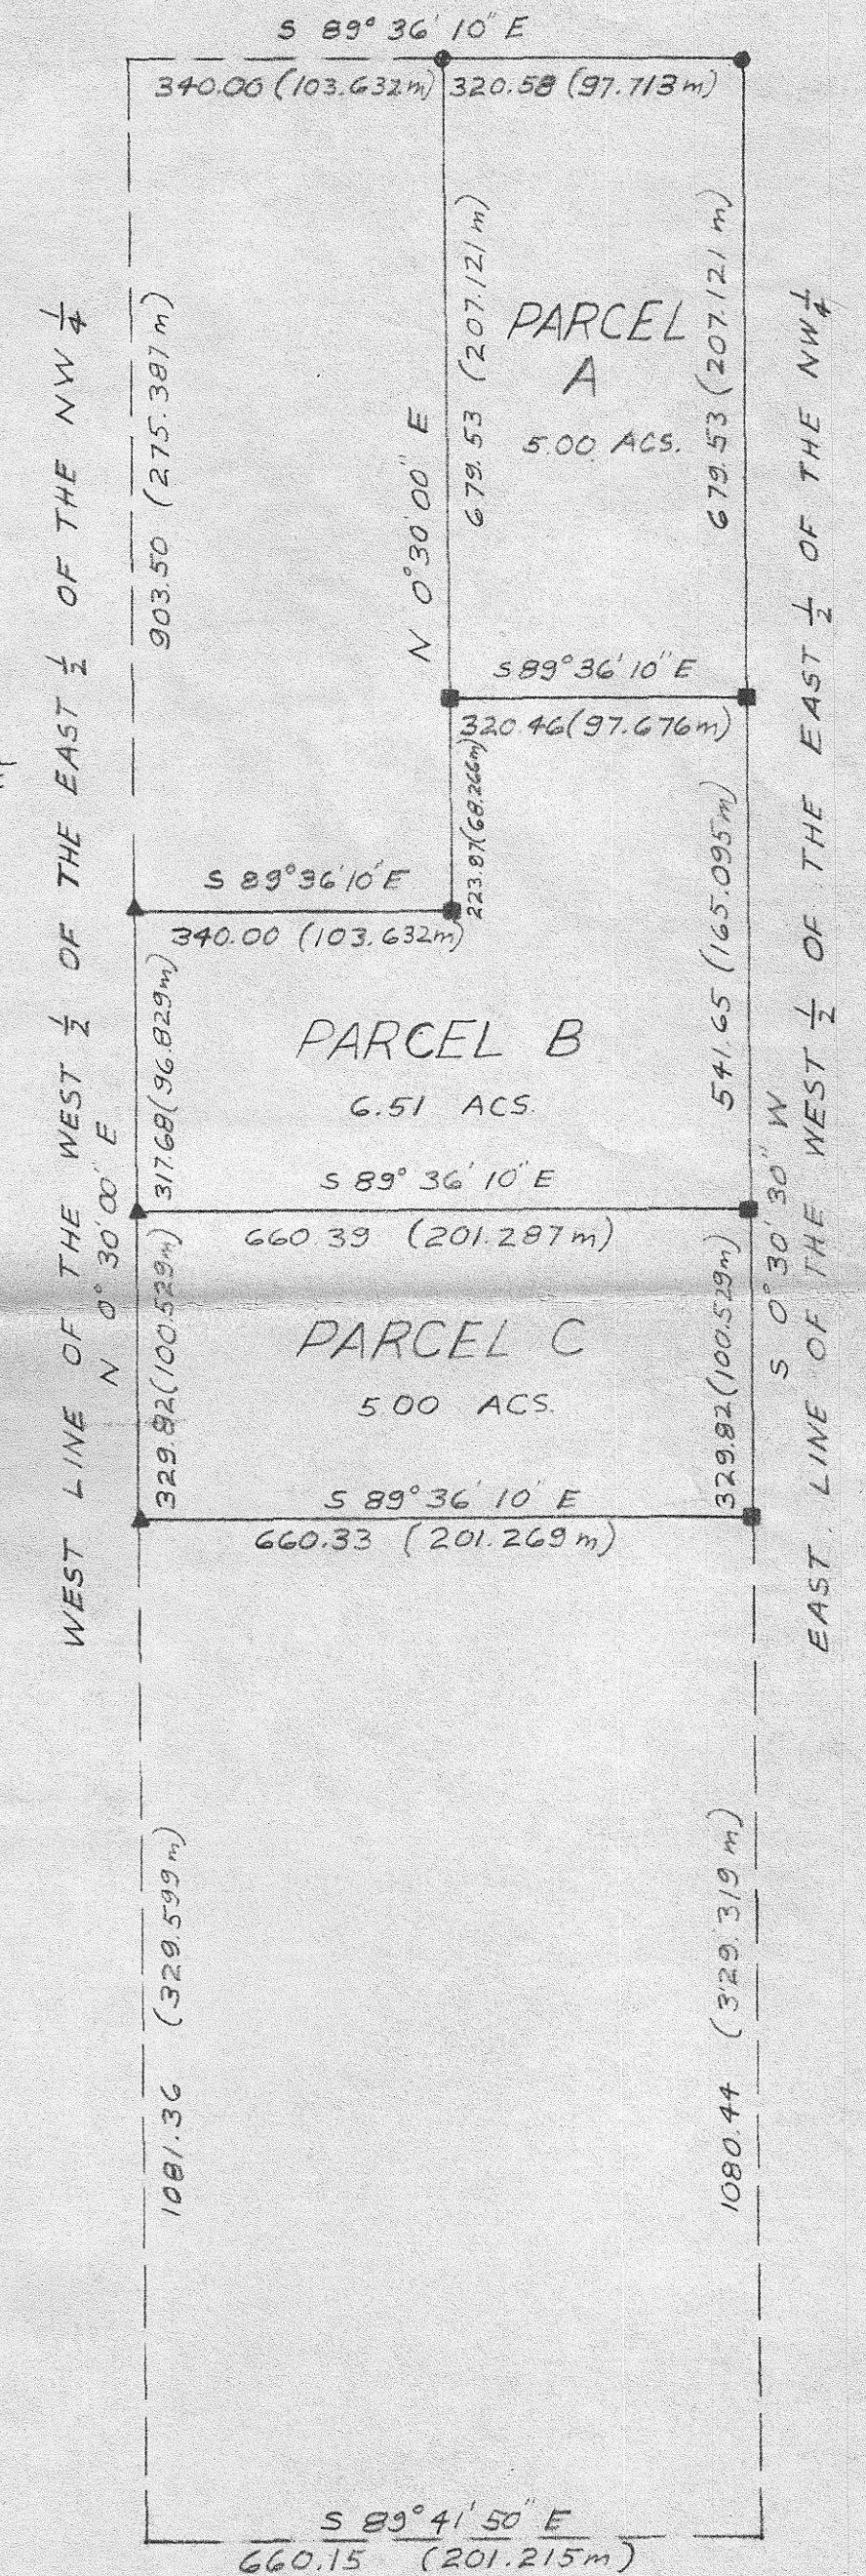 S 89° 36' 10" E
340.00 (103.632m)
320.58 (97.713m)
WEST LINE OF THE WEST 1/2 OF THE EAST 1/2 OF THE NW 1/4
N 0° 30' 00" E
903.50 (275.387m)
N 0°30'00" E
679.53 (207.121 m)
PARCEL
A
5.00 ACS.
679.53 (207.121 m)
EAST LINE OF THE WEST 1/2 OF THE EAST 1/2 OF THE NW 1/4
S 0° 30' 30" W
S 89° 36' 10" E
320.46 (97.676m)
223.87 (68.266m)
S 89°36'10" E
340.00 (103.632m)
317.68 (96.829m)
PARCEL B
6.51 ACS.
541.65 (165.095m)
S 89° 36' 10" E
660.39 (201.287m)
329.82 (100.529m)
PARCEL C
5.00 ACS.
329.82 (100.529m)
S 89° 36' 10' E
660.33 (201.269m)
1081.36 (329.599m)
1080.44 (329.319 m)
S 89° 41' 50" E
660.15 (201.215m)